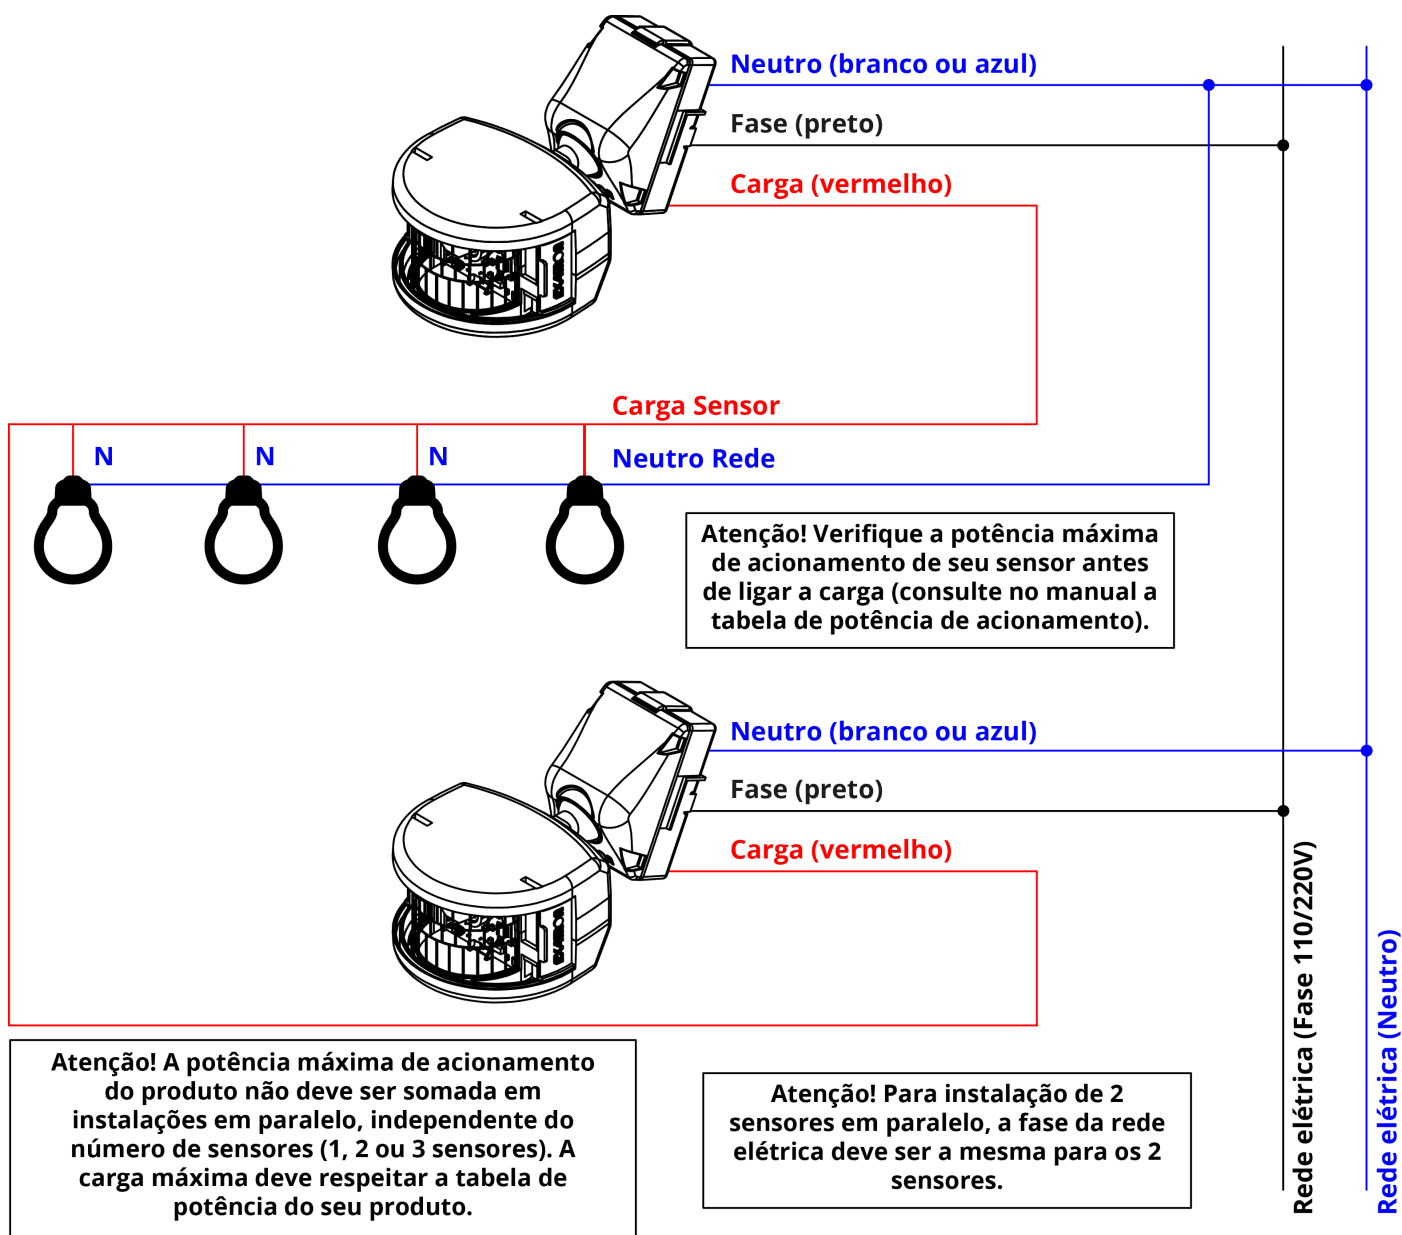 Neutro (branco ou azul)
Fase (preto)
Carga (vermelho)
EXATRON
Carga Sensor
N
N
N
Neutro Rede
Atenção! Verifique a potência máxima
de acionamento de seu sensor antes
de ligar a carga (consulte no manual a
tabela de potência de acionamento).
Neutro (branco ou azul)
Fase (preto)
Carga (vermelho)
EXATRON
Rede elétrica (Fase 110/220V)
Rede elétrica (Neutro)
Atenção! A potência máxima de acionamento
do produto não deve ser somada em
instalações em paralelo, independente do
número de sensores (1, 2 ou 3 sensores). A
carga máxima deve respeitar a tabela de
potência do seu produto.
Atenção! Para instalação de 2
sensores em paralelo, a fase da rede
elétrica deve ser a mesma para os 2
sensores.